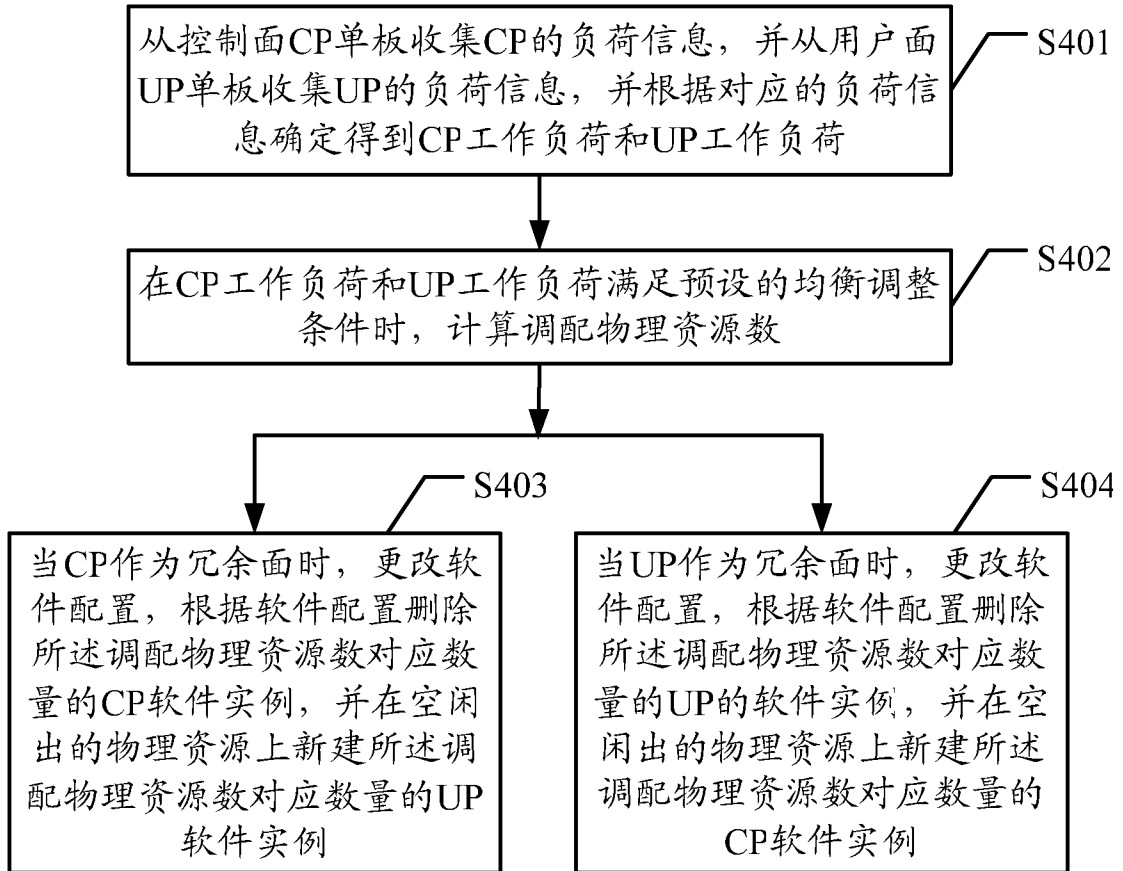 从控制面CP单板收集CP的负荷信息，并从用户面
UP单板收集UP的负荷信息，并根据对应的负荷信
息确定得到CP工作负荷和UP工作负荷
S401
在CP工作负荷和UP工作负荷满足预设的均衡调整
条件时，计算调配物理资源数
S402
S403
当CP作为冗余面时，更改软
件配置，根据软件配置删除
所述调配物理资源数对应数
量的CP软件实例，并在空闲
出的物理资源上新建所述调
配物理资源数对应数量的UP
软件实例
S404
当UP作为冗余面时，更改软
件配置，根据软件配置删除
所述调配物理资源数对应数
量的UP的软件实例，并在空
闲出的物理资源上新建所述
调配物理资源数对应数量的
CP软件实例